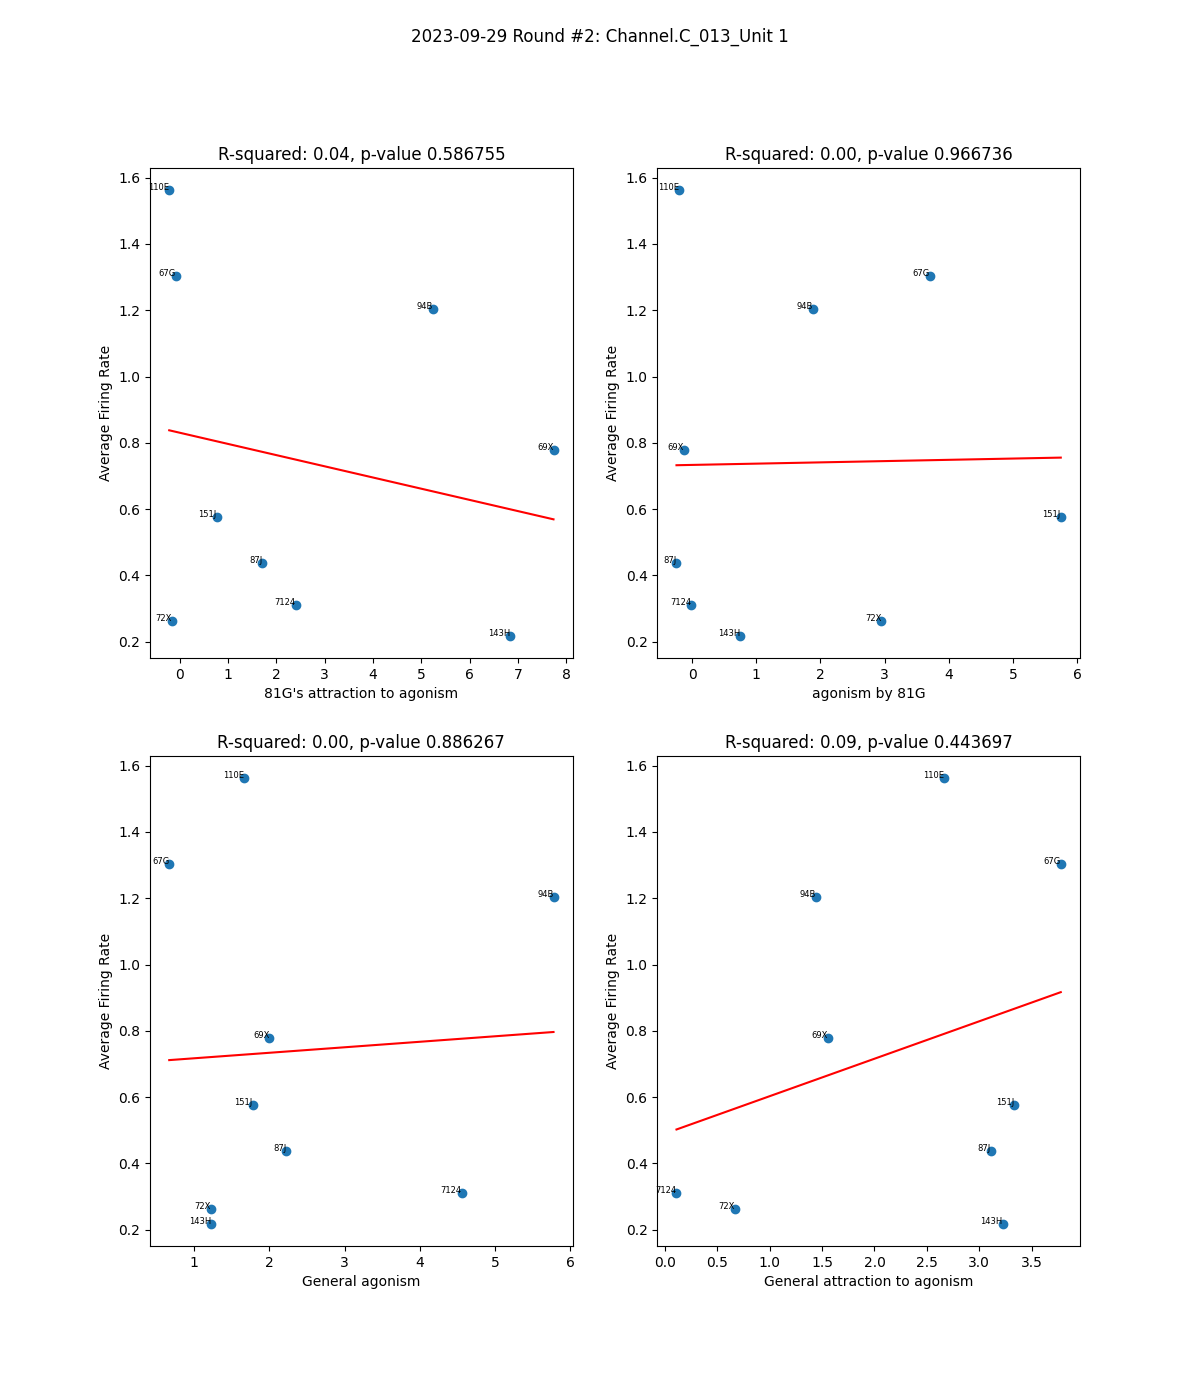 2023-09-29 Round #2: Channel.C_013_Unit 1
R-squared: 0.04, p-value 0.586755
1.6
1.4
1.2
1.0
0.8
0.6
0.4
0.2
Average Firing Rate
110E
67G
94B
69X
151J
87J
7124
72X
143H
0 1 2 3 4 5 6 7 8
81G's attraction to agonism
R-squared: 0.00, p-value 0.966736
1.6
1.4
1.2
1.0
0.8
0.6
0.4
0.2
Average Firing Rate
110E
67G
94B
69X
151J
87J
7124
72X
143H
0 1 2 3 4 5 6
agonism by 81G
R-squared: 0.00, p-value 0.886267
1.6
1.4
1.2
1.0
0.8
0.6
0.4
0.2
Average Firing Rate
110E
67G
94B
69X
151J
87J
7124
72X
143H
1 2 3 4 5 6
General agonism
R-squared: 0.09, p-value 0.443697
1.6
1.4
1.2
1.0
0.8
0.6
0.4
0.2
Average Firing Rate
110E
67G
94B
69X
151J
87J
7124
72X
143H
0.0 0.5 1.0 1.5 2.0 2.5 3.0 3.5
General attraction to agonism